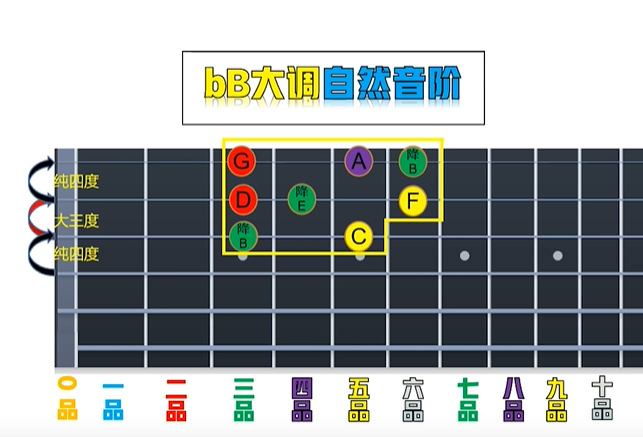 bB大调自然音阶
G A 降B
纯四度
D 降E F
大三度
降B C
纯四度
0品 一品 二品 三品 四品 五品 六品 七品 八品 九品 十品